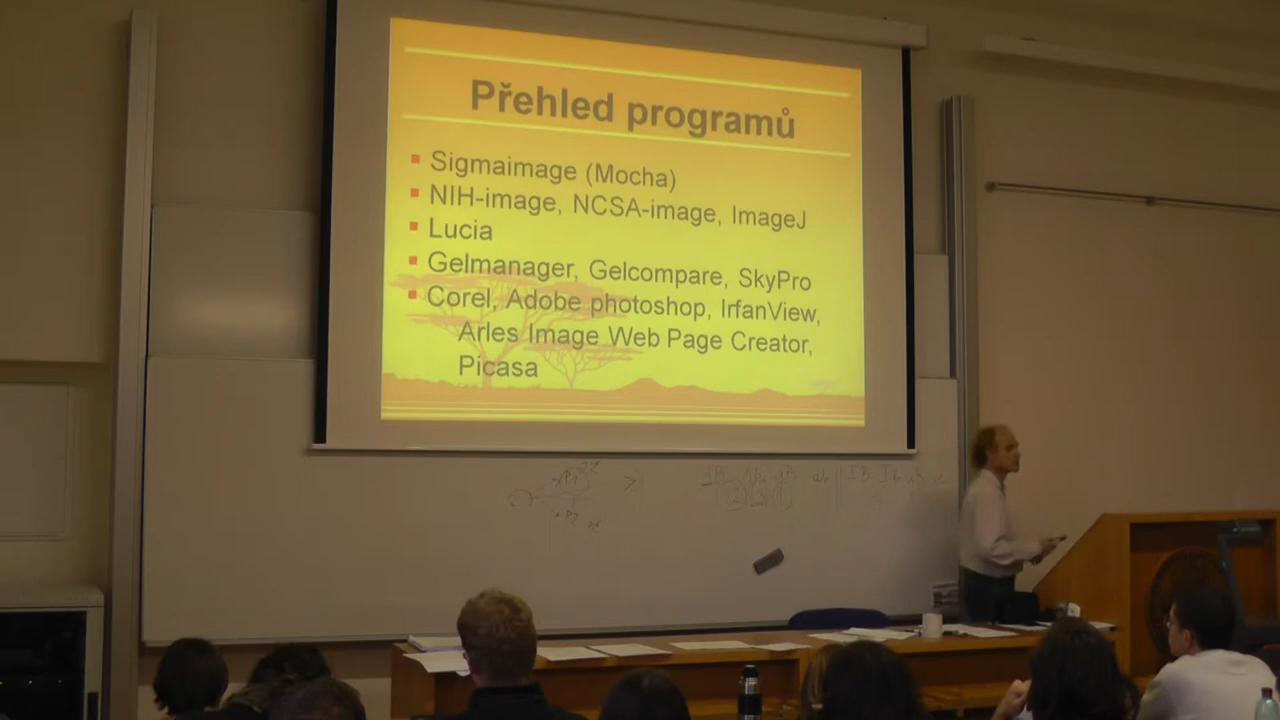 Přehled programů
Sigmaimage (Mocha)
NIH-image, NCSA-image, ImageJ
Lucia
Gelmanager, Gelcompare, SkyPro
Corel, Adobe photoshop, IrfanView,
Arles Image Web Page Creator,
Picasa